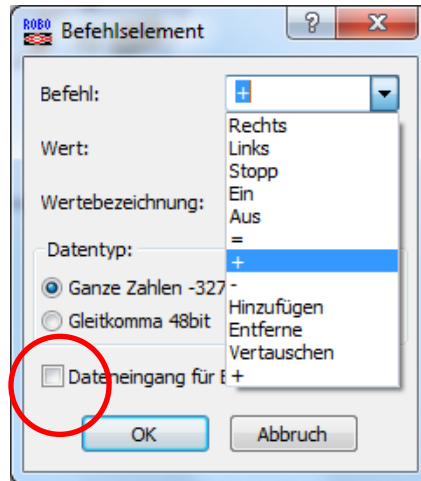 ROBO Befehlselement
Befehl: +
Rechts
Wert: Links
Stopp
Wertebezeichnung: Ein
Aus
Datentyp: =
+
Ganze Zahlen -327 -
Hinzufügen
Gleitkomma 48bit Entferne
Vertauschen
Dateneingang für B +
OK Abbruch